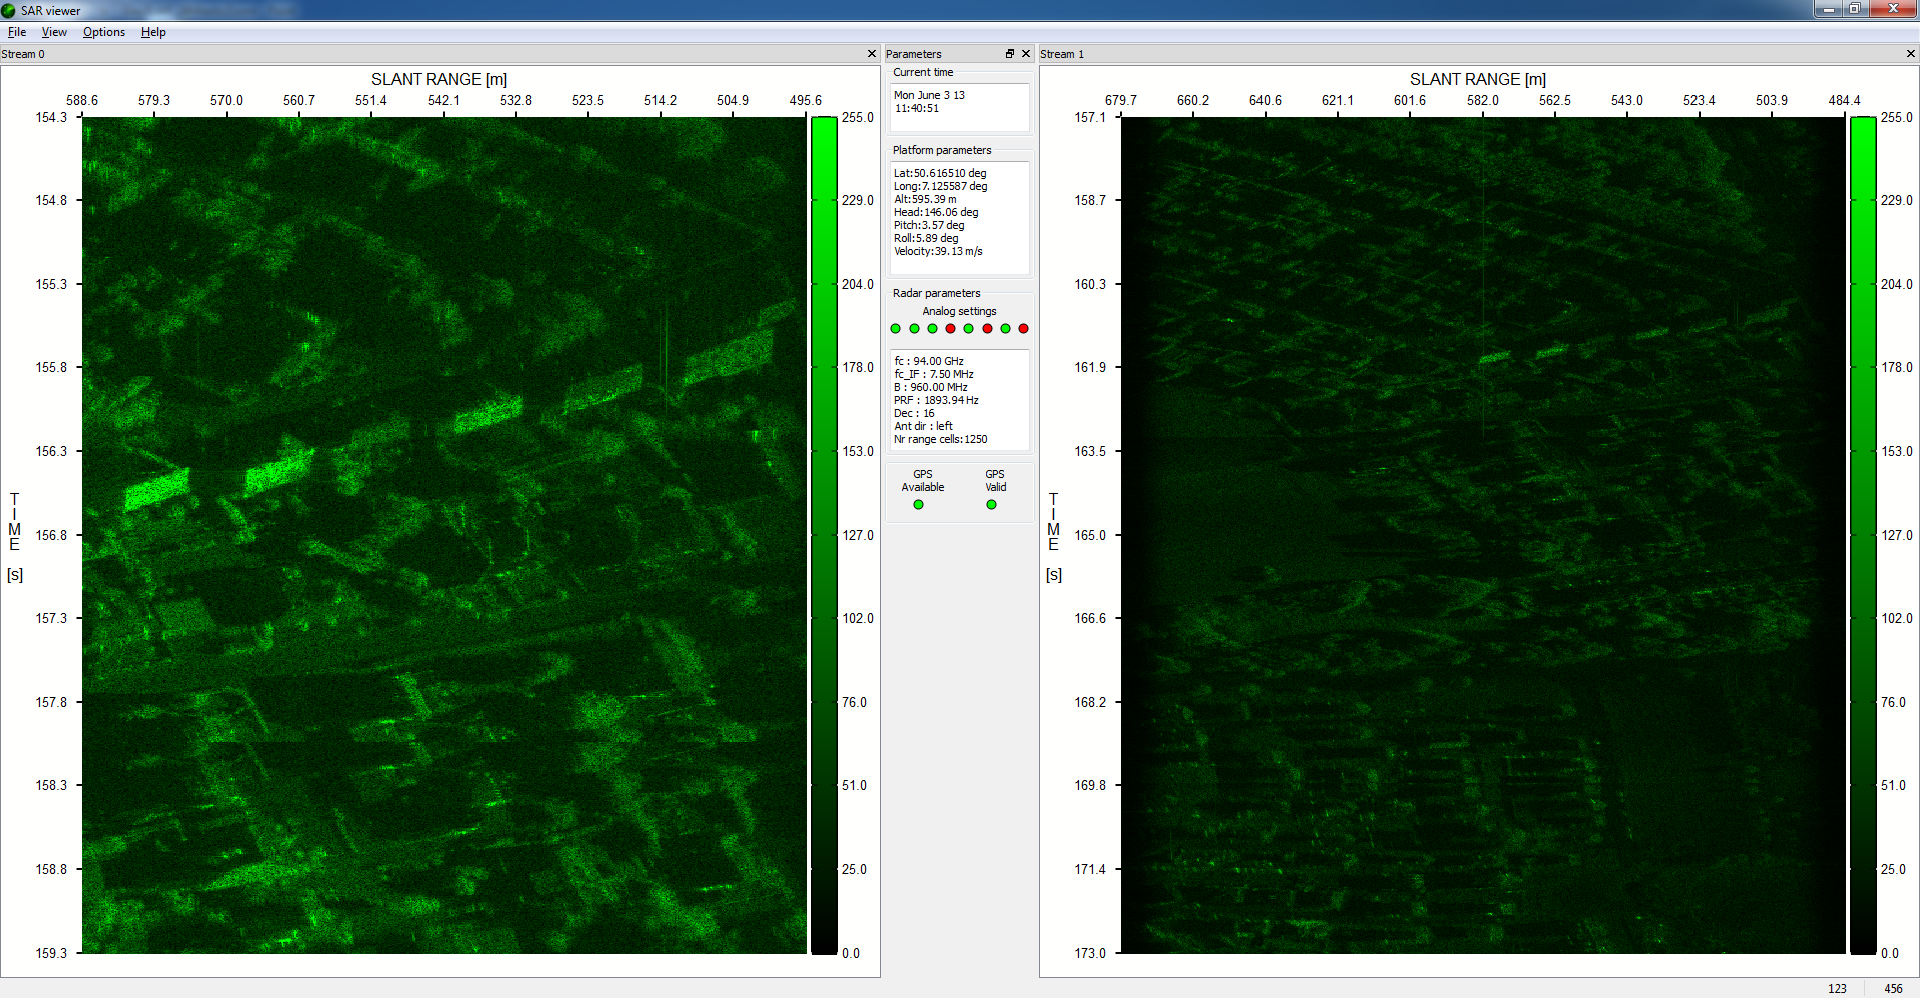 SAR viewer
File View Options Help
Stream 0
SLANT RANGE [m]
588.6 579.3 570.0 560.7 551.4 542.1 532.8 523.5 514.2 504.9 495.6
154.3
154.8
155.3
155.8
156.3
156.8
157.3
157.8
158.3
158.8
159.3
TIME [s]
255.0
229.0
204.0
178.0
153.0
127.0
102.0
76.0
51.0
25.0
0.0
Parameters
Current time
Mon June 3 13
11:40:51
Platform parameters
Lat:50.616510 deg
Long:7.125587 deg
Alt:595.39 m
Head:146.06 deg
Pitch:3.57 deg
Roll:5.89 deg
Velocity:39.13 m/s
Radar parameters
Analog settings
fc : 94.00 GHz
fc_IF : 7.50 MHz
B : 960.00 MHz
PRF : 1893.94 Hz
Dec : 16
Ant dir : left
Nr range cells:1250
GPS Available
GPS Valid
Stream 1
SLANT RANGE [m]
679.7 660.2 640.6 621.1 601.6 582.0 562.5 543.0 523.4 503.9 484.4
157.1
158.7
160.3
161.9
163.5
165.0
166.6
168.2
169.8
171.4
173.0
TIME [s]
255.0
229.0
204.0
178.0
153.0
127.0
102.0
76.0
51.0
25.0
0.0
123 456